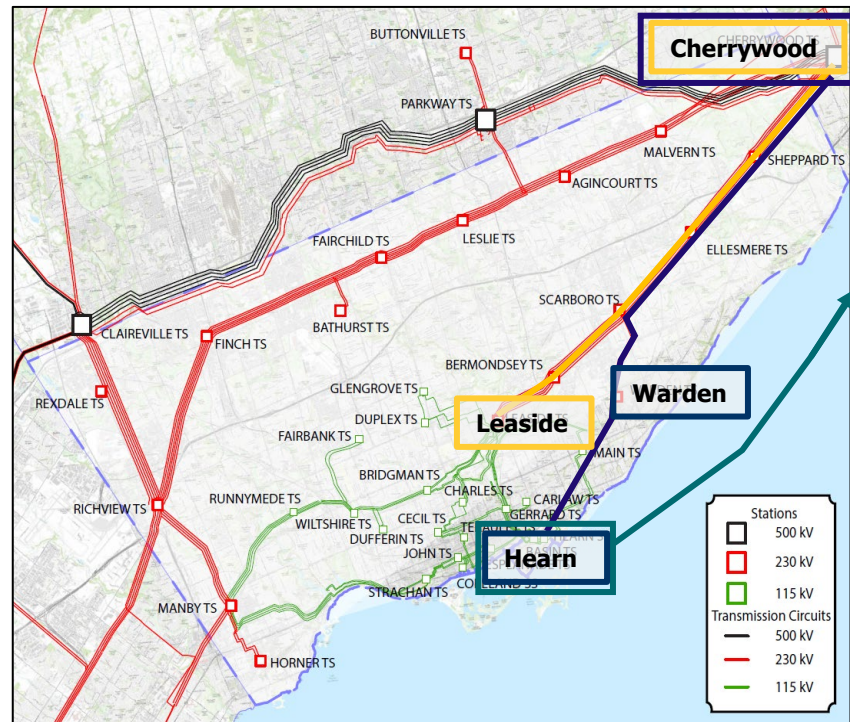 BUTTONVILLE TS
CHERRYWOOD TS
Cherrywood
PARKWAY TS
MALVERN TS
SHEPPARD TS
AGINCOURT TS
LESLIE TS
FAIRCHILD TS
ELLESMERE TS
SCARBORO TS
BATHURST TS
CLAIREVILLE TS
FINCH TS
BERMONDSEY TS
GLENGROVE TS
REXDALE TS
Warden
DUPLEX TS
Leaside
FAIRBANK TS
MAIN TS
BRIDGMAN TS
CHARLES TS
RUNNYMEDE TS
CARLAW TS
RICHVIEW TS
WILTSHIRE TS
CECIL TS
GERRARD TS
DUFFERIN TS
HEARN
JOHN TS
BASIN TS
Hearn
STRACHAN TS
MANBY TS
HORNER TS
Stations
500 kV
230 kV
115 kV
Transmission Circuits
500 kV
230 kV
115 kV